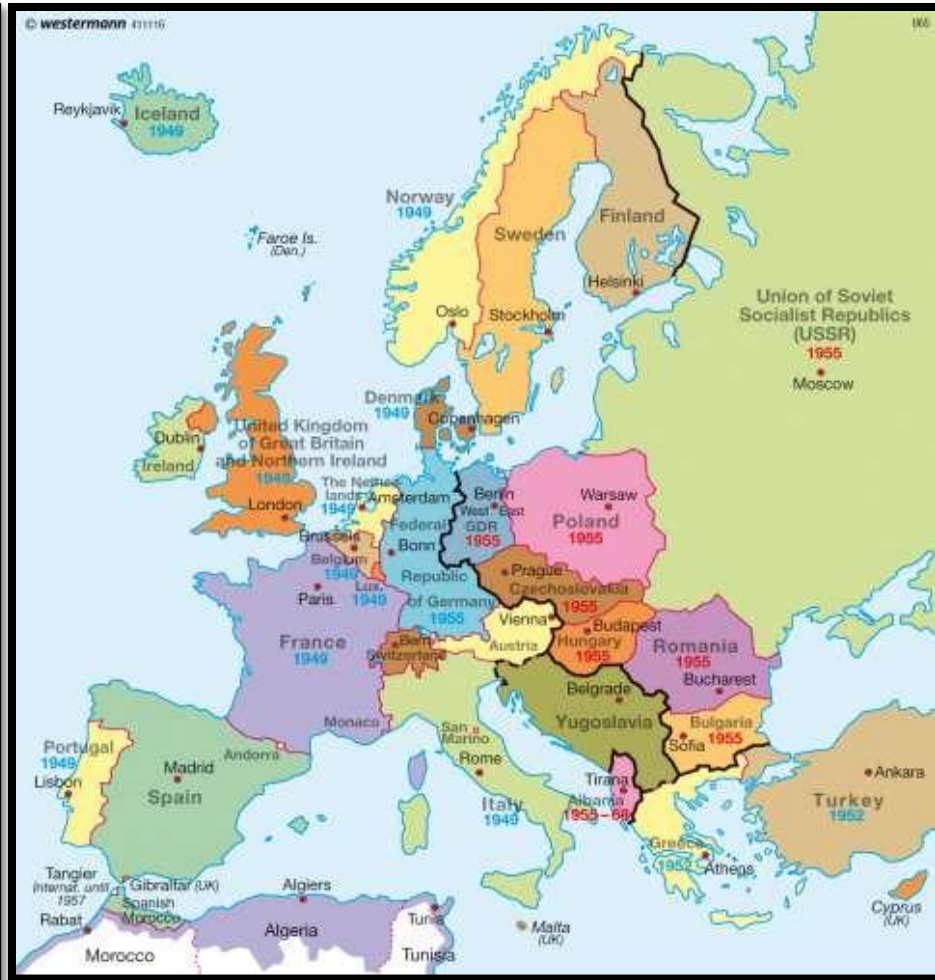 © westermann
Reykjavik
Iceland
1949
Norway
1949
Faroe Is.
(Den.)
Sweden
Finland
Helsinki
Oslo
Stockholm
Union of Soviet
Socialist Republics
(USSR)
1955
Moscow
Denmark
1949
Copenhagen
United Kingdom
of Great Britain
and Northern Ireland
1949
Dublin
Ireland
London
The Nether-
lands
1949
Amsterdam
Berlin
West East
GDR
1955
Warsaw
Poland
1955
Federal
Republic
of Germany
1955
Bonn
Brussels
Belgium
1949
Lux.
1949
Paris
France
1949
Prague
Czechoslovakia
1955
Vienna
Austria
Budapest
Hungary
1955
Bern
Switzerland
Romania
1955
Bucharest
Belgrade
Yugoslavia
Bulgaria
1955
Sofia
Monaco
Andorra
San
Marino
Rome
Italy
1949
Tirana
Albania
1955–68
Greece
1952
Athens
Ankara
Turkey
1952
Portugal
1949
Lisbon
Madrid
Spain
Tangier
Internat. until
1957
Gibraltar (UK)
Spanish
Morocco
Rabat
Morocco
Algiers
Algeria
Tunis
Tunisia
Malta
(UK)
Cyprus
(UK)